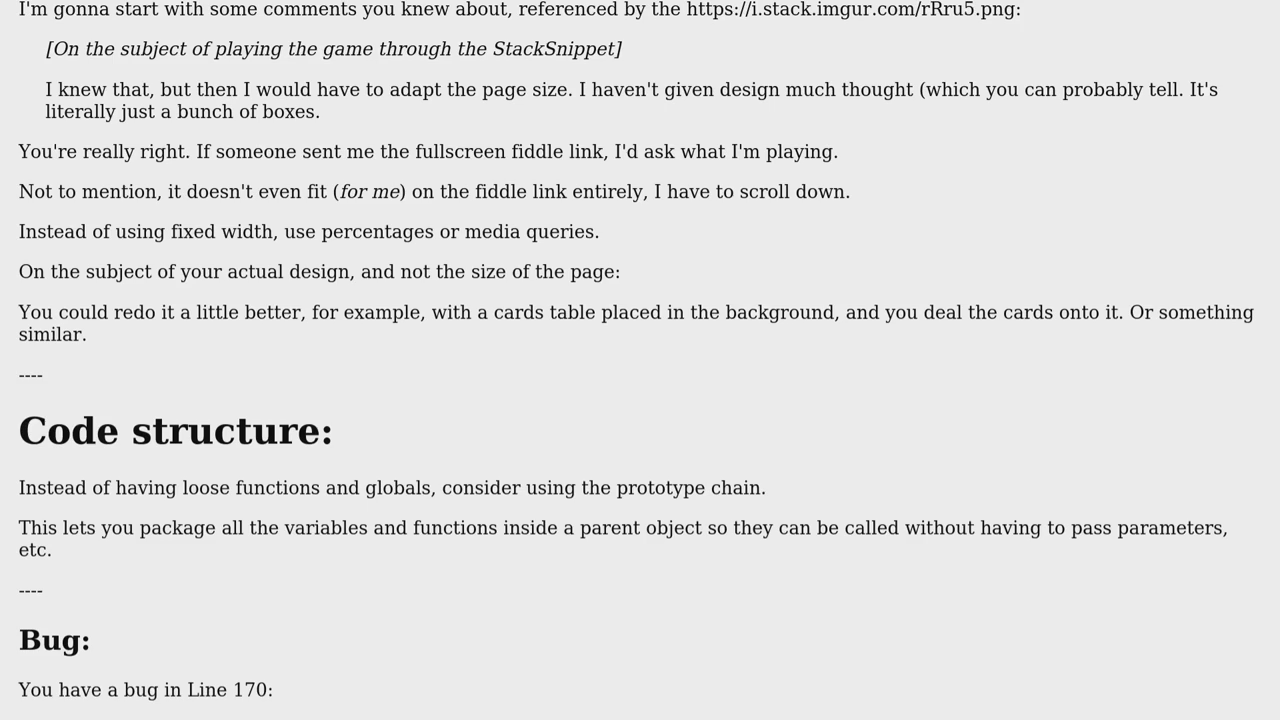 I'm gonna start with some comments you knew about, referenced by the https://i.stack.imgur.com/rRru5.png:
[On the subject of playing the game through the StackSnippet]
I knew that, but then I would have to adapt the page size. I haven't given design much thought (which you can probably tell. It's
literally just a bunch of boxes.
You're really right. If someone sent me the fullscreen fiddle link, I'd ask what I'm playing.
Not to mention, it doesn't even fit (for me) on the fiddle link entirely, I have to scroll down.
Instead of using fixed width, use percentages or media queries.
On the subject of your actual design, and not the size of the page:
You could redo it a little better, for example, with a cards table placed in the background, and you deal the cards onto it. Or something
similar.
----
Code structure:
Instead of having loose functions and globals, consider using the prototype chain.
This lets you package all the variables and functions inside a parent object so they can be called without having to pass parameters,
etc.
----
Bug:
You have a bug in Line 170: